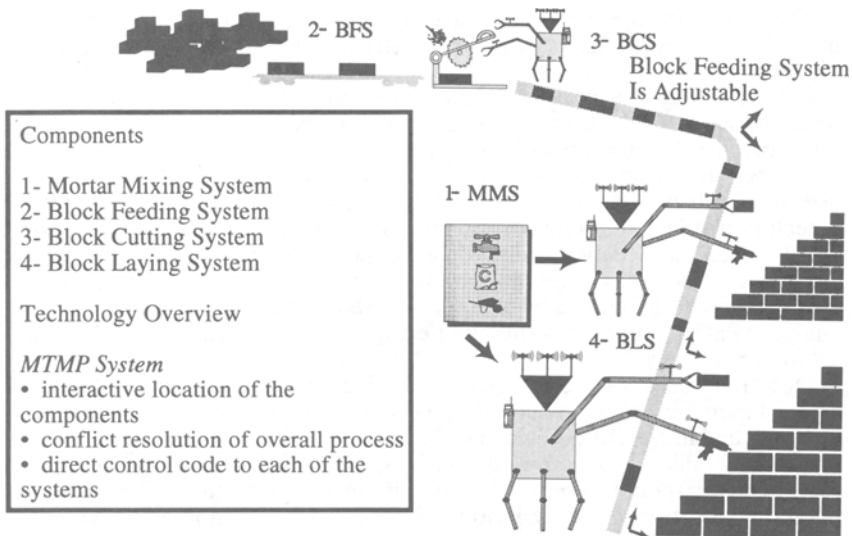 2- BFS
3- BCS
Block Feeding System
Is Adjustable
Components
1- Mortar Mixing System
2- Block Feeding System
3- Block Cutting System
4- Block Laying System
Technology Overview
MTMP System
• interactive location of the
components
• conflict resolution of overall process
• direct control code to each of the
systems
1- MMS
C
4- BLS